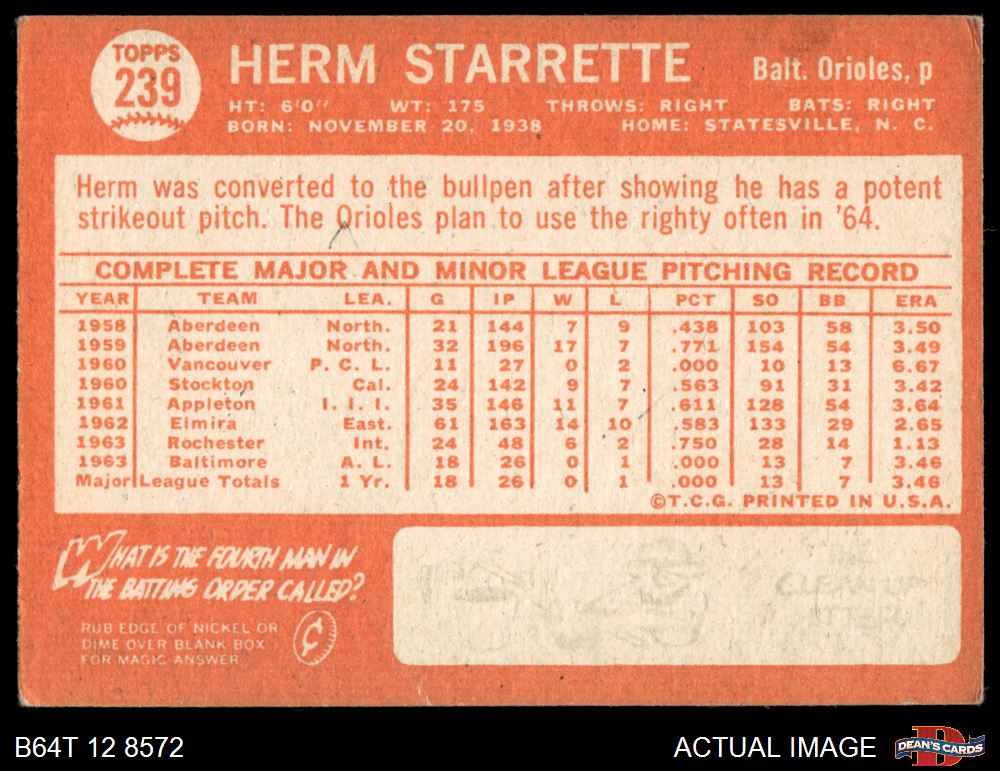 TOPPS
239
HERM STARRETTE
Balt. Orioles, p
HT: 6'0" WT: 175 THROWS: RIGHT BATS: RIGHT
BORN: NOVEMBER 20, 1938 HOME: STATESVILLE, N. C.
Herm was converted to the bullpen after showing he has a potent
strikeout pitch. The Orioles plan to use the righty often in '64.
COMPLETE MAJOR AND MINOR LEAGUE PITCHING RECORD
YEAR TEAM LEA. G IP W L PCT SO BB ERA
1958 Aberdeen North. 21 144 7 9 .438 103 58 3.50
1959 Aberdeen North. 32 196 17 7 .771 154 54 3.49
1960 Vancouver P. C. L. 11 27 0 2 .000 10 13 6.67
1960 Stockton Cal. 24 142 9 7 .563 91 31 3.42
1961 Appleton I. I. I. 35 146 11 7 .611 128 54 3.64
1962 Elmira East. 61 163 14 10 .583 133 29 2.65
1963 Rochester Int. 24 48 6 2 .750 28 14 1.13
1963 Baltimore A. L. 18 26 0 1 .000 13 7 3.46
Major League Totals 1 Yr. 18 26 0 1 .000 13 7 3.46
©T.C.G. PRINTED IN U.S.A.
WHAT IS THE FOURTH MAN IN
THE BATTING ORDER CALLED?
RUB EDGE OF NICKEL OR
DIME OVER BLANK BOX
FOR MAGIC ANSWER
¢
THE
CLEAN UP
HITTER
B64T 12 8572
ACTUAL IMAGE
D
DEAN'S CARDS